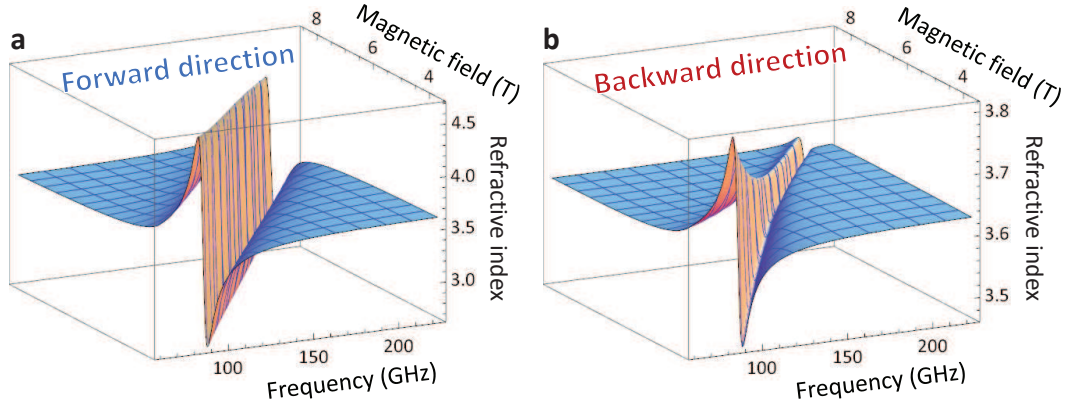 a
Forward direction
Magnetic field (T)
8
6
4
4.5
4.0
3.5
3.0
Refractive index
100
150
200
Frequency (GHz)
b
Backward direction
Magnetic field (T)
8
6
4
3.8
3.7
3.6
3.5
Refractive index
100
150
200
Frequency (GHz)